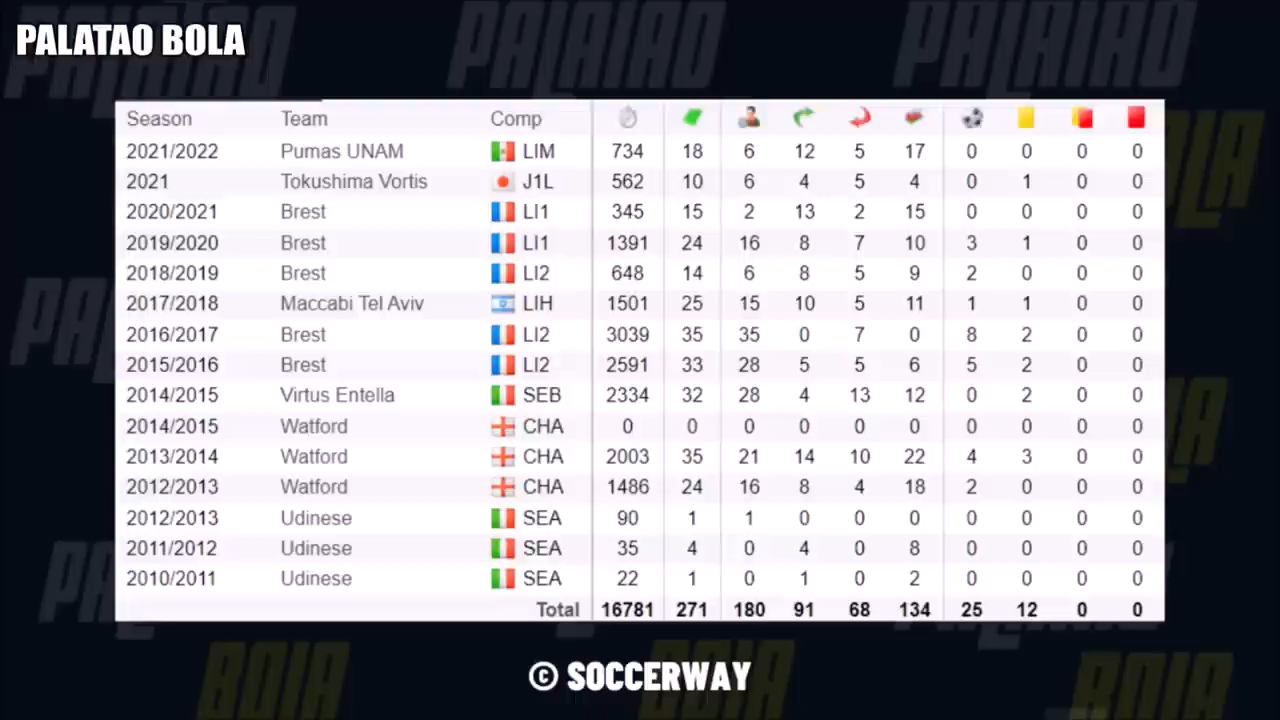 PALATAO BOLA
Season Team Comp
2021/2022 Pumas UNAM LIM 734 18 6 12 5 17 0 0 0 0
2021 Tokushima Vortis J1L 562 10 6 4 5 4 0 1 0 0
2020/2021 Brest LI1 345 15 2 13 2 15 0 0 0 0
2019/2020 Brest LI1 1391 24 16 8 7 10 3 1 0 0
2018/2019 Brest LI2 648 14 6 8 5 9 2 0 0 0
2017/2018 Maccabi Tel Aviv LIH 1501 25 15 10 8 11 1 1 0 0
2016/2017 Brest LI2 3039 35 35 0 7 0 8 2 0 0
2015/2016 Brest LI2 2591 33 28 5 5 6 5 2 0 0
2014/2015 Virtus Entella SEB 2334 32 28 4 13 12 0 2 0 0
2014/2015 Watford CHA 0 0 0 0 0 0 0 0 0 0
2013/2014 Watford CHA 2003 35 21 14 10 22 4 3 0 0
2012/2013 Watford CHA 1486 24 16 8 4 18 2 0 0 0
2012/2013 Udinese SEA 90 1 1 0 0 0 0 0 0 0
2011/2012 Udinese SEA 35 4 0 4 0 8 0 0 0 0
2010/2011 Udinese SEA 22 1 0 1 0 2 0 0 0 0
Total 16781 271 180 91 68 134 25 12 0 0
© SOCCERWAY